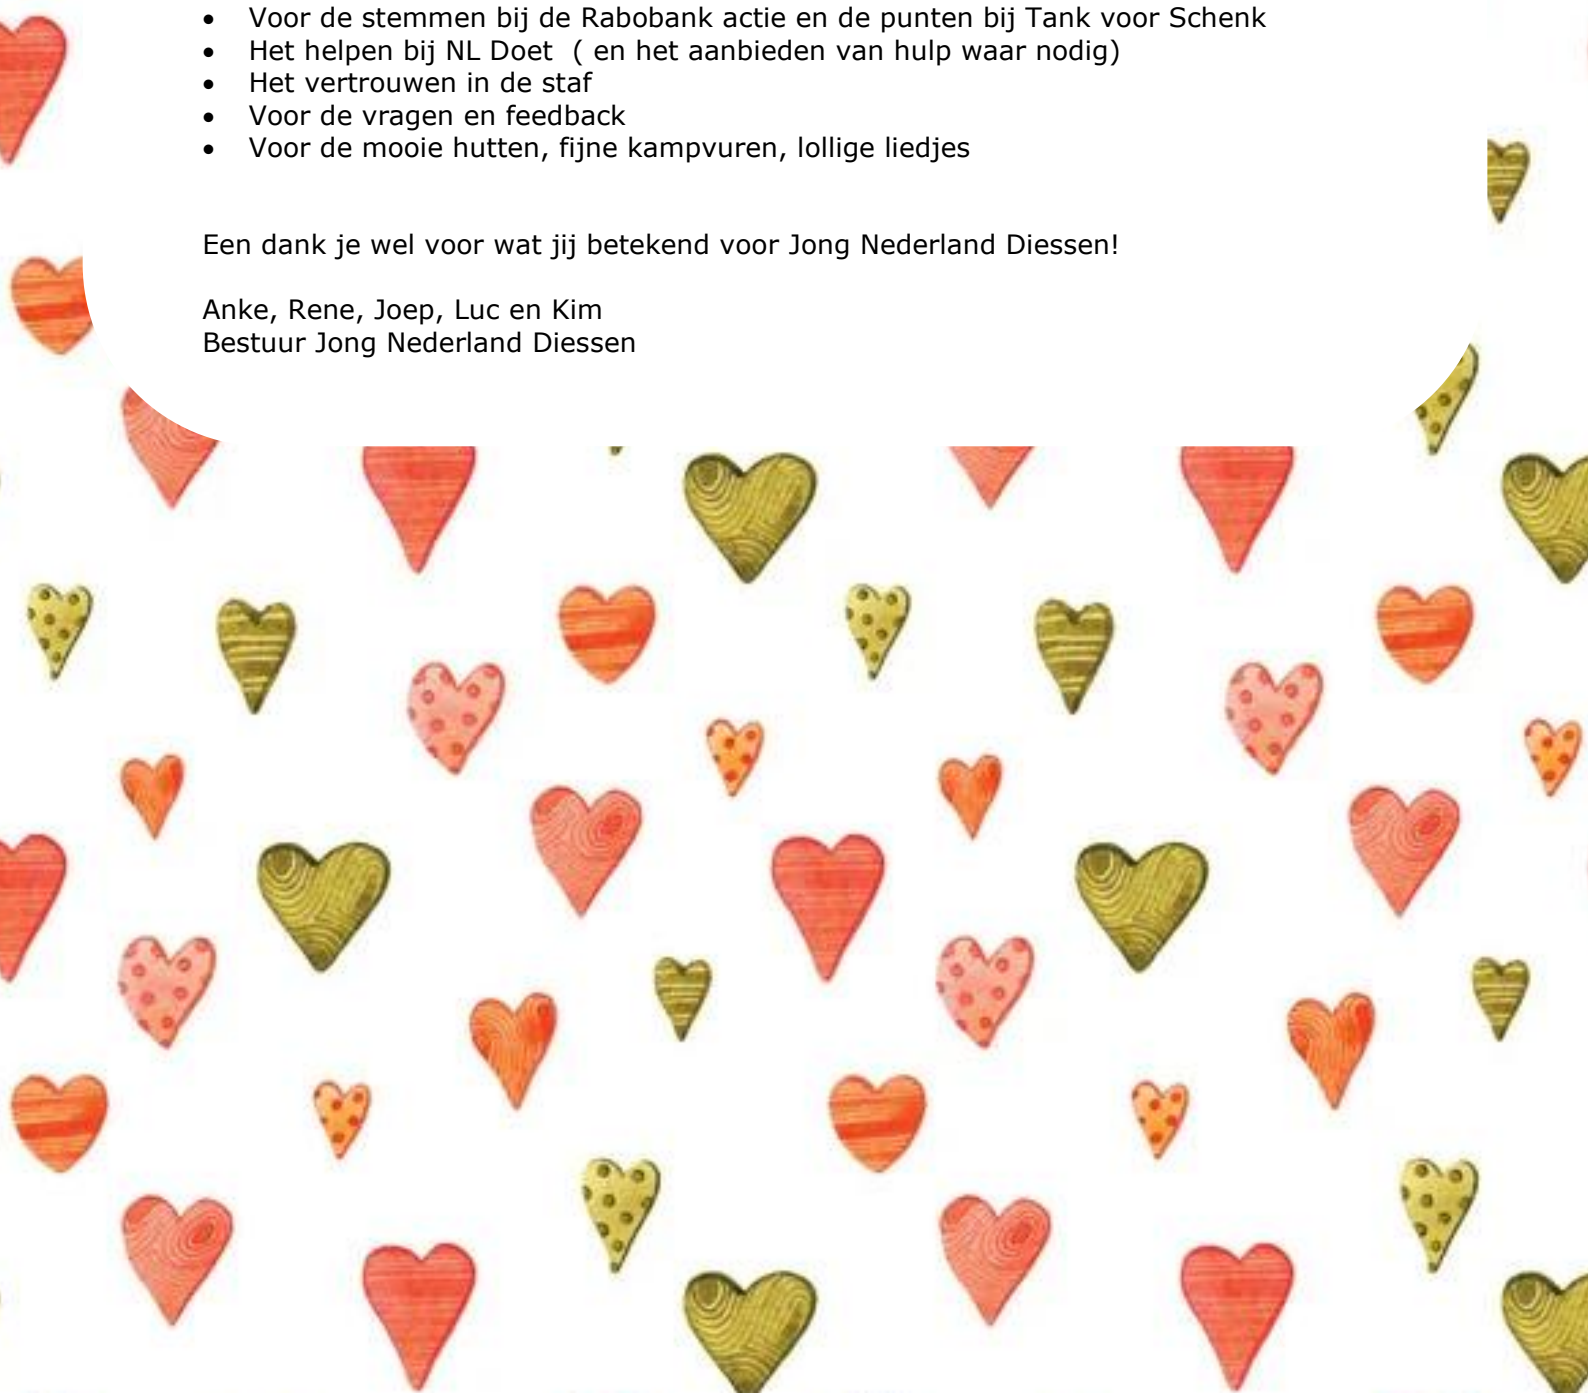 • Voor de stemmen bij de Rabobank actie en de punten bij Tank voor Schenk
• Het helpen bij NL Doet  ( en het aanbieden van hulp waar nodig)
• Het vertrouwen in de staf
• Voor de vragen en feedback
• Voor de mooie hutten, fijne kampvuren, lollige liedjes
Een dank je wel voor wat jij betekend voor Jong Nederland Diessen!
Anke, Rene, Joep, Luc en Kim
Bestuur Jong Nederland Diessen